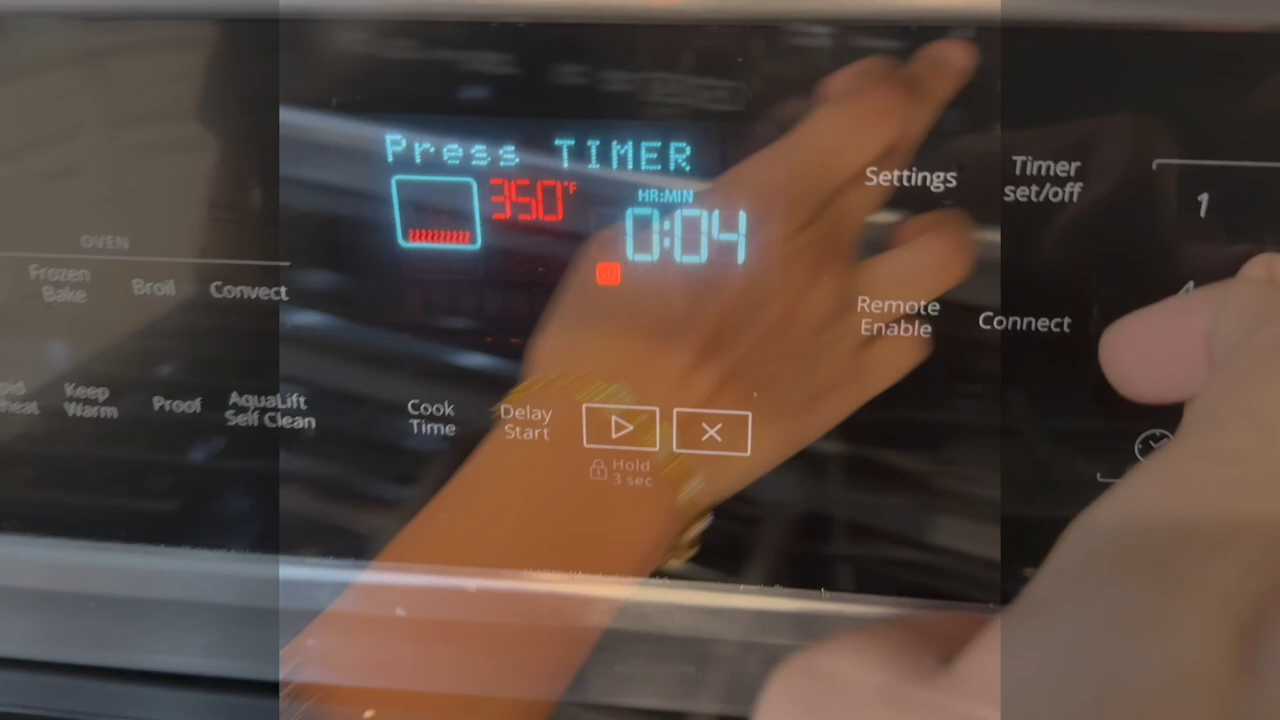 Press TIMER
350°F
HR:MIN
0:04
Settings
Timer
set/off
1
OVEN
Frozen
Bake
Broil
Convect
Remote
Enable
Connect
Keep
Warm
Proof
AquaLift
Self Clean
Cook
Time
Delay
Start
Hold
3 sec